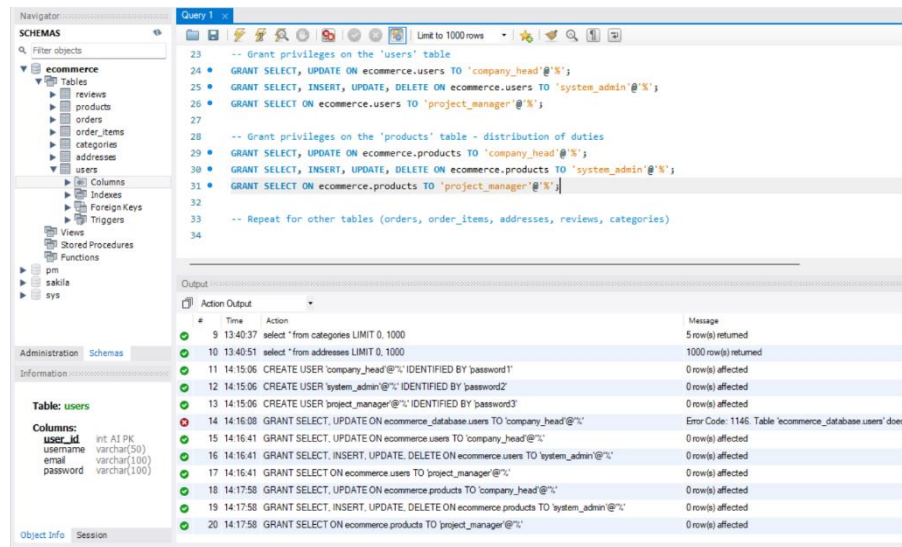 Navigator
SCHEMAS
Filter objects
ecommerce
Tables
reviews
products
orders
order_items
categories
addresses
users
Columns
Indexes
Foreign Keys
Triggers
Views
Stored Procedures
Functions
pm
sakila
sys
Administration Schemas
Information
Table: users
Columns:
user_id int AI PK
username varchar(50)
email varchar(100)
password varchar(100)
Object Info Session
Query 1
Limit to 1000 rows
23 -- Grant privileges on the 'users' table
24 GRANT SELECT, UPDATE ON ecommerce.users TO 'company_head'@'%';
25 GRANT SELECT, INSERT, UPDATE, DELETE ON ecommerce.users TO 'system_admin'@'%';
26 GRANT SELECT ON ecommerce.users TO 'project_manager'@'%';
27
28 -- Grant privileges on the 'products' table - distribution of duties
29 GRANT SELECT, UPDATE ON ecommerce.products TO 'company_head'@'%';
30 GRANT SELECT, INSERT, UPDATE, DELETE ON ecommerce.products TO 'system_admin'@'%';
31 GRANT SELECT ON ecommerce.products TO 'project_manager'@'%';
32
33 -- Repeat for other tables (orders, order_items, addresses, reviews, categories)
34
Output
Action Output
# Time Action Message
9 13:40:37 select * from categories LIMIT 0, 1000 5 row(s) returned
10 13:40:51 select * from addresses LIMIT 0, 1000 1000 row(s) returned
11 14:15:06 CREATE USER 'company_head'@'%' IDENTIFIED BY 'password1' 0 row(s) affected
12 14:15:06 CREATE USER 'system_admin'@'%' IDENTIFIED BY 'password2' 0 row(s) affected
13 14:15:06 CREATE USER 'project_manager'@'%' IDENTIFIED BY 'password3' 0 row(s) affected
14 14:16:08 GRANT SELECT, UPDATE ON ecommerce_database.users TO 'company_head'@'%' Error Code: 1146. Table 'ecommerce_database.users' does
15 14:16:41 GRANT SELECT, UPDATE ON ecommerce.users TO 'company_head'@'%' 0 row(s) affected
16 14:16:41 GRANT SELECT, INSERT, UPDATE, DELETE ON ecommerce.users TO 'system_admin'@'%' 0 row(s) affected
17 14:16:41 GRANT SELECT ON ecommerce.users TO 'project_manager'@'%' 0 row(s) affected
18 14:17:58 GRANT SELECT, UPDATE ON ecommerce.products TO 'company_head'@'%' 0 row(s) affected
19 14:17:58 GRANT SELECT, INSERT, UPDATE, DELETE ON ecommerce.products TO 'system_admin'@'%' 0 row(s) affected
20 14:17:58 GRANT SELECT ON ecommerce.products TO 'project_manager'@'%' 0 row(s) affected